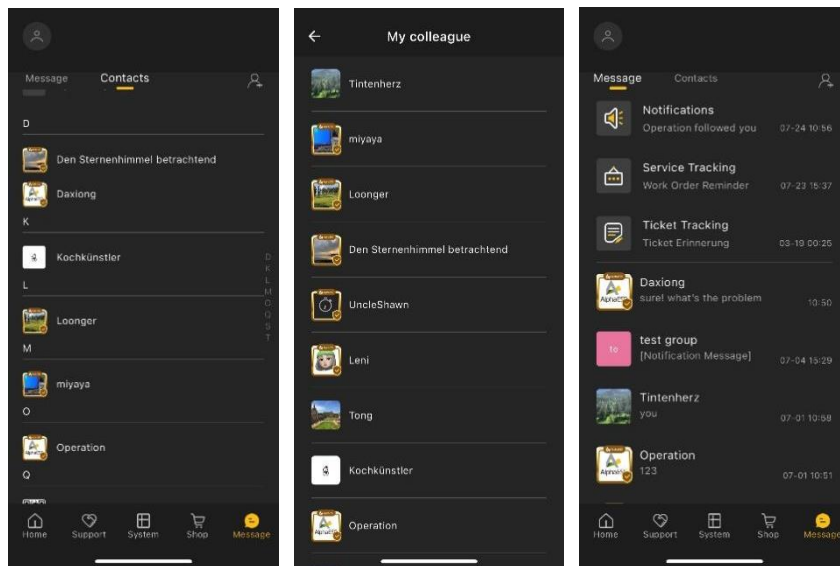 Message
Contacts
D
Den Sternenhimmel betrachtend
Daxiong
K
Kochkünstler
L
Loonger
M
miyaya
O
Operation
Q
D
K
L
M
O
Q
S
T
Home
Support
System
Shop
Message
My colleague
Tintenherz
miyaya
Loonger
Den Sternenhimmel betrachtend
UncleShawn
Leni
Tong
Kochkünstler
Operation
Message
Contacts
Notifications
Operation followed you 07-24 10:56
Service Tracking
Work Order Reminder 07-23 15:37
Ticket Tracking
Ticket Erinnerung 03-19 00:25
Daxiong
sure! what's the problem 10:50
te
test group
[Notification Message] 07-04 15:29
Tintenherz
you 07-01 10:58
Operation
123 07-01 10:51
Home
Support
System
Shop
Message